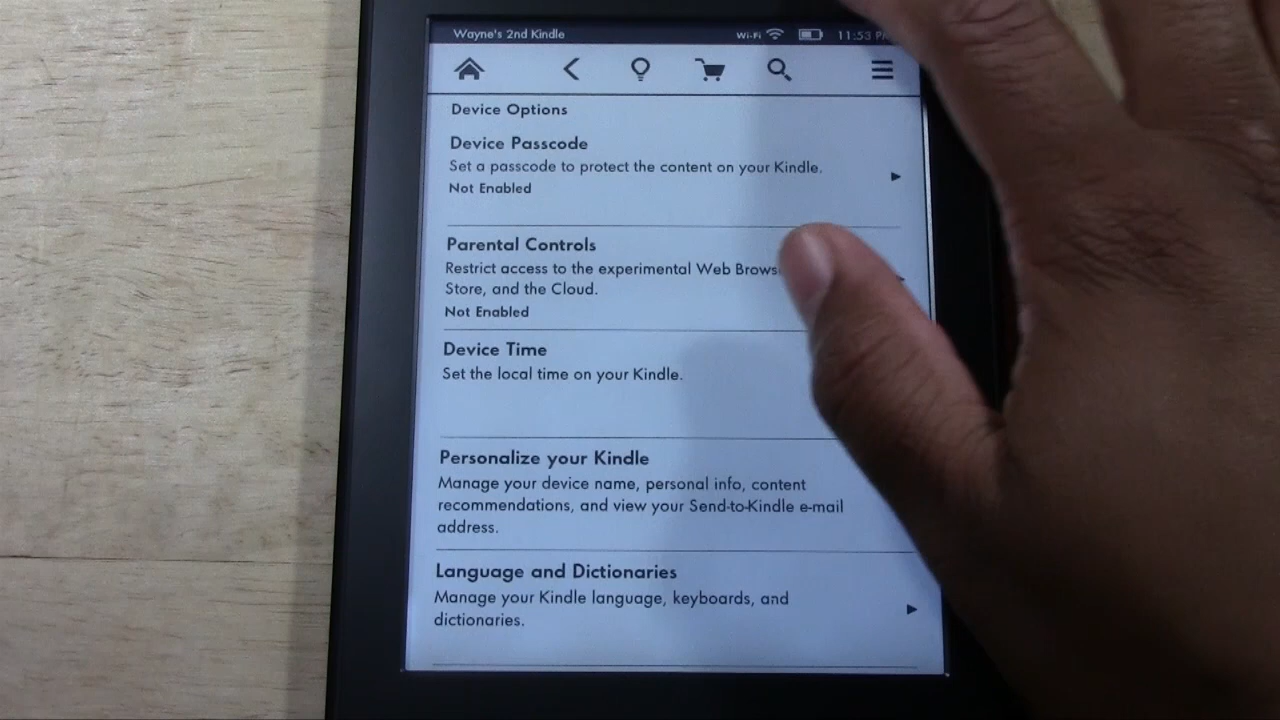 Wayne's 2nd Kindle Wi-Fi 11:53
Device Options
Device Passcode
Set a passcode to protect the content on your Kindle.
Not Enabled
Parental Controls
Restrict access to the experimental Web
Store, and the Cloud.
Not Enabled
Device Time
Set the local time on your Kindle.
Personalize your Kindle
Manage your device name, personal info, content
recommendations, and view your Send-to-Kindle e-mail
address.
Language and Dictionaries
Manage your Kindle language, keyboards, and
dictionaries.